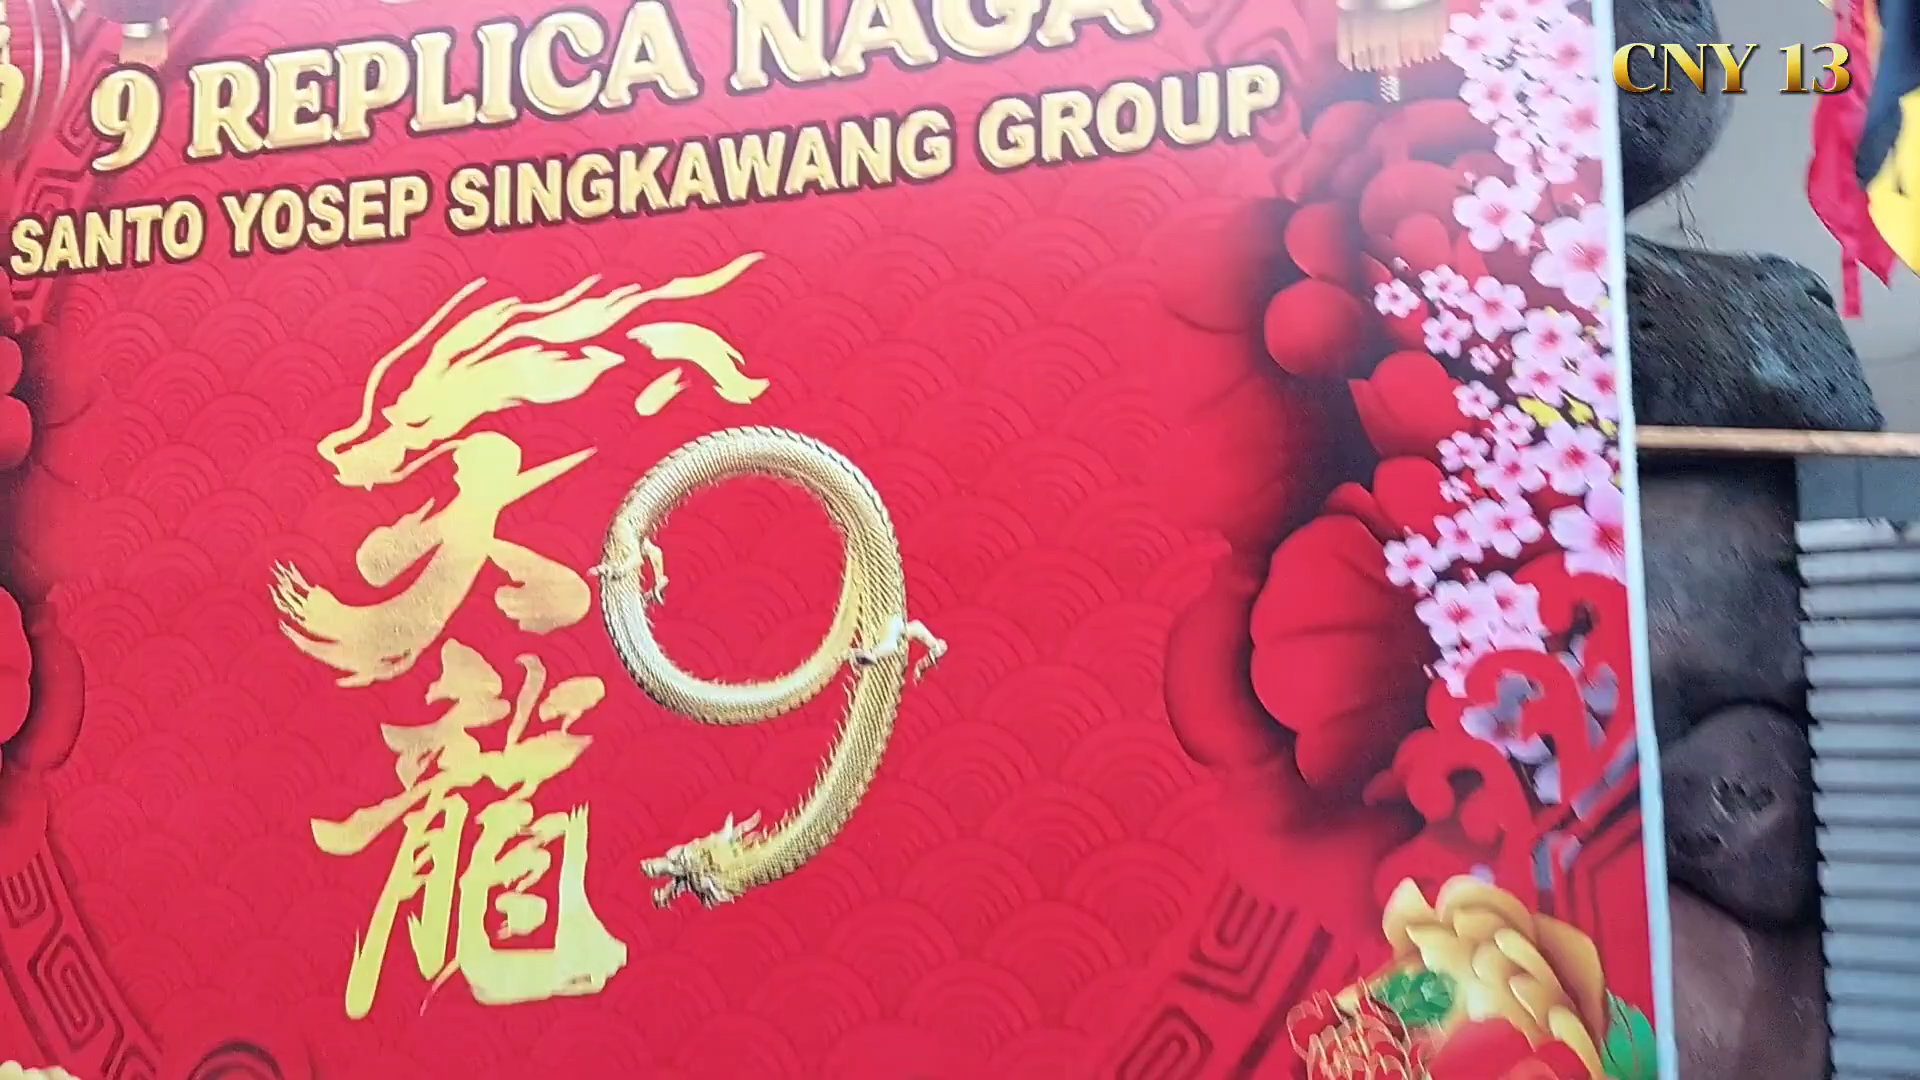 9 REPLICA NAGA
SANTO YOSEP SINGKAWANG GROUP
CNY 13
天
龍
9